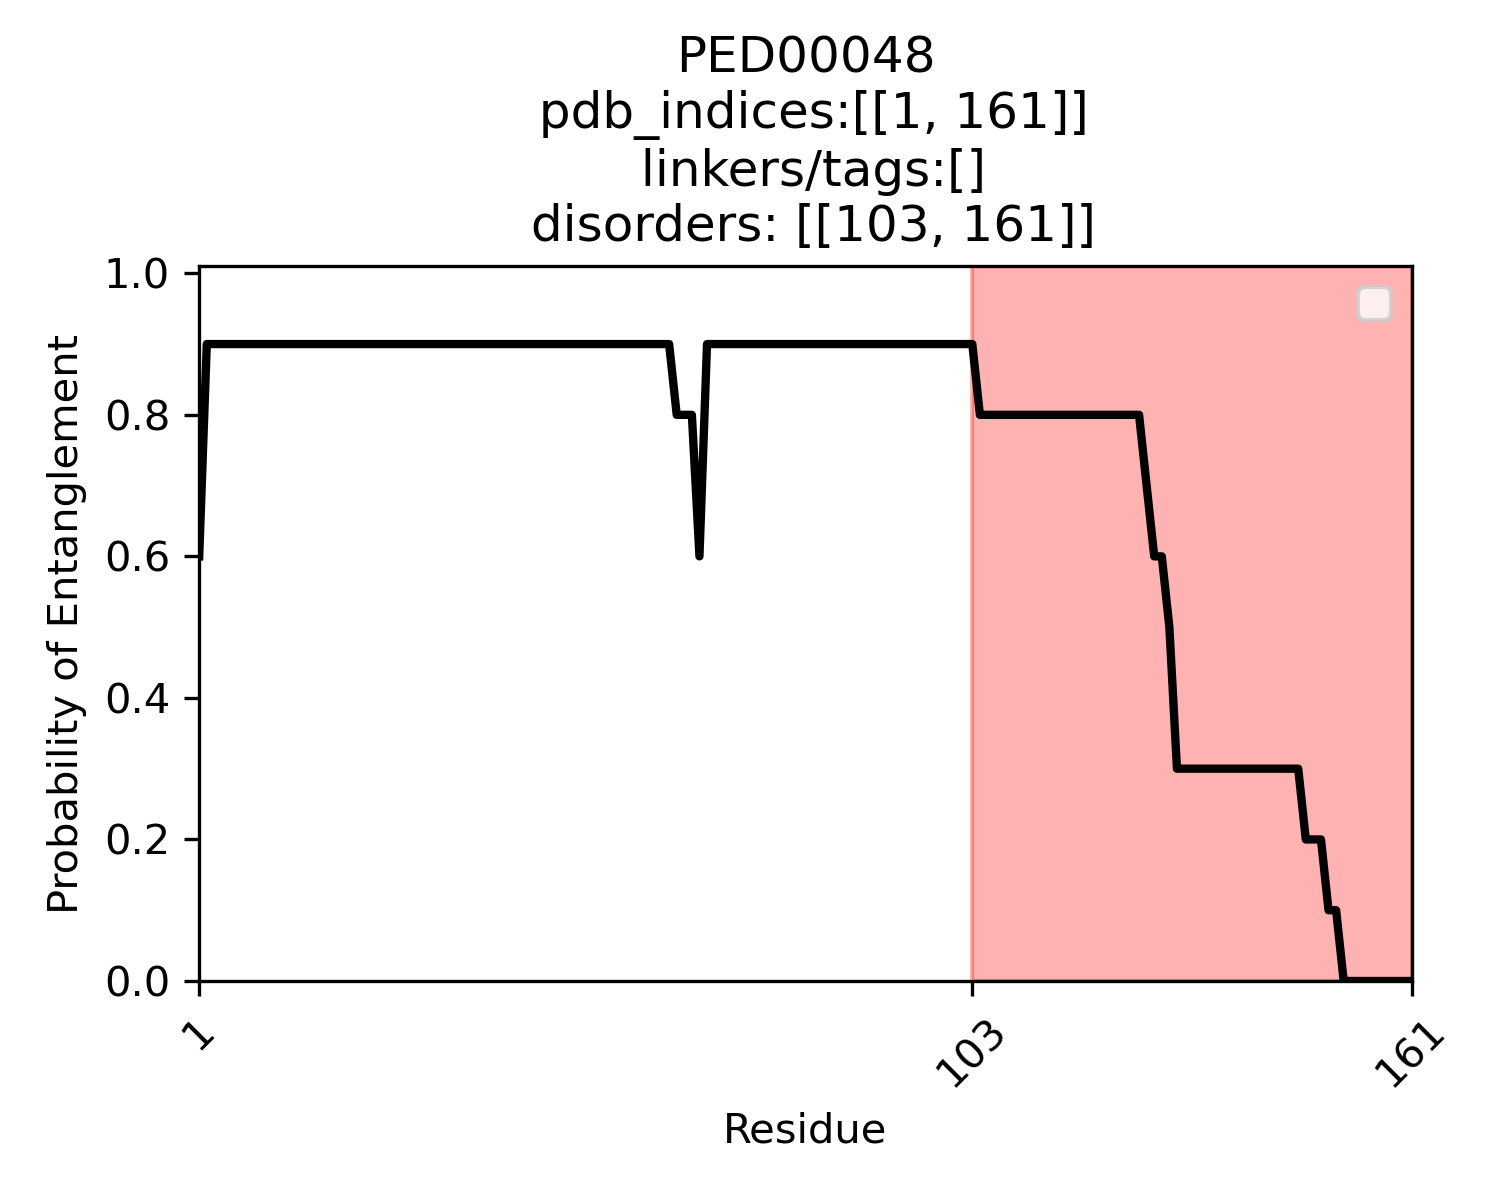 PED00048
pdb_indices:[[1, 161]]
linkers/tags:[]
disorders: [[103, 161]]
1.0
0.8
0.6
0.4
0.2
0.0
Probability of Entanglement
1
103
161
Residue